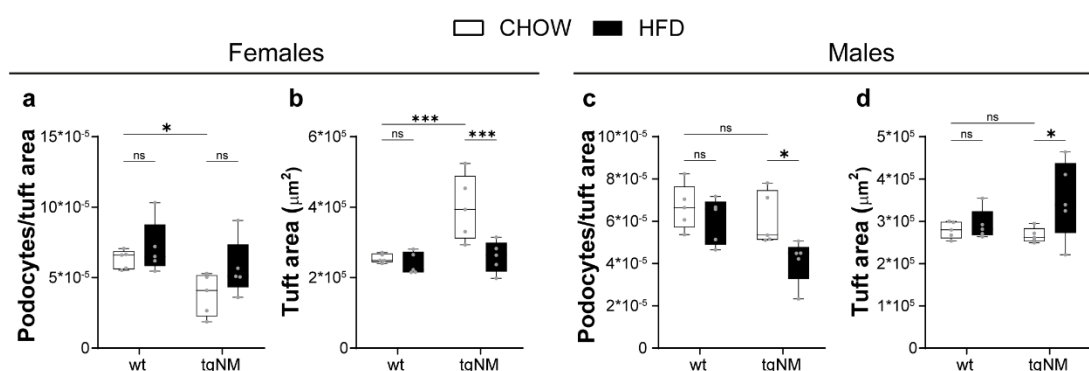 CHOW HFD
Females Males
a
Podocytes/tuft area
15*10⁻⁵
10*10⁻⁵
5*10⁻⁵
0
*
ns
ns
wt
tgNM
b
Tuft area (μm²)
6*10⁵
4*10⁵
2*10⁵
0
***
ns
***
wt
tgNM
c
Podocytes/tuft area
10*10⁻⁵
8*10⁻⁵
6*10⁻⁵
4*10⁻⁵
2*10⁻⁵
0
ns
ns
*
wt
tgNM
d
Tuft area (μm²)
5*10⁵
4*10⁵
3*10⁵
2*10⁵
1*10⁵
0
ns
ns
*
wt
tgNM